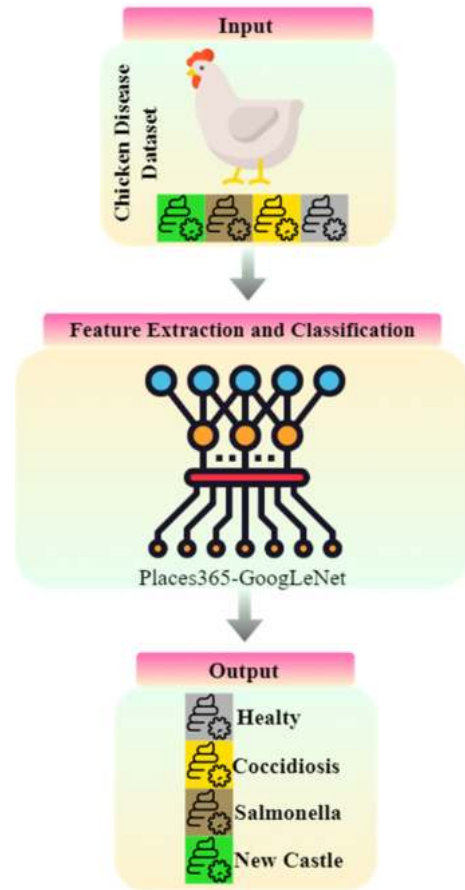 Input
Chicken Disease
Dataset
Feature Extraction and Classification
Places365-GoogLeNet
Output
Healty
Coccidiosis
Salmonella
New Castle